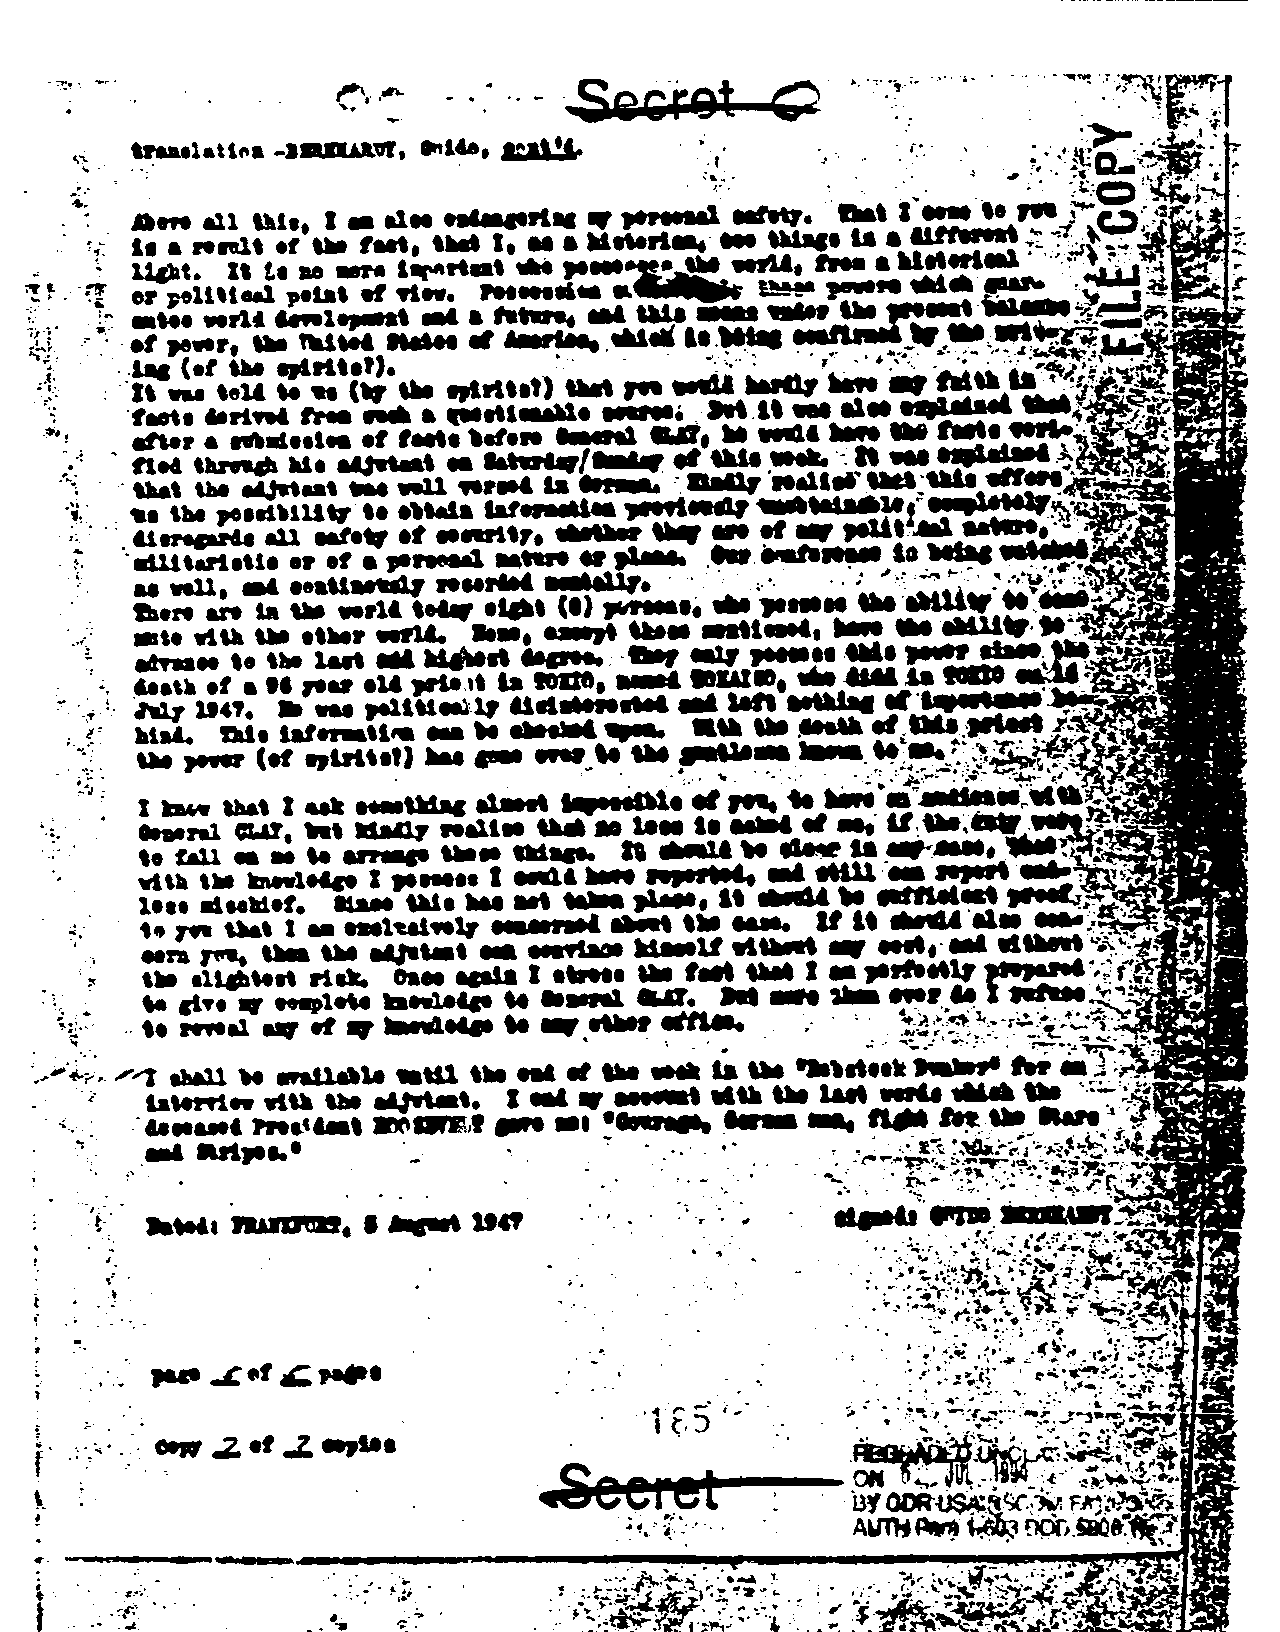 Secret
FILE COPY
translation -BERNHARDT, Guido, cont'd.
Above all this, I am also endangering my personal safety. That I come to you
is a result of the fact, that I, as a historian, see things in a different
light. It is no more important who possesses the world, from a historical
or political point of view. Possession these powers which guar-
antee world development and a future, and this means under the present balance
of power, the United States of America, which is being confirmed by the writ-
ing (of the spirits?).
It was told to us (by the spirits?) that you would hardly have any faith in
facts derived from such a questionable source. But it was also explained that
after a submission of facts before General CLAY, he would have the facts veri-
fied through his adjutant on Saturday/Sunday of this week. It was explained
that the adjutant was well versed in German. Kindly realize that this offers
us the possibility to obtain information previously unobtainable, completely
disregards all safety of security, whether they are of any political nature,
militaristic or of a personal nature or plans. Our conference is being watched
as well, and continously recorded mentally.
There are in the world today eight (8) persons, who possess the ability to com-
mute with the other world. None, except those mentioned, have the ability to
advance to the last and highest degree. They only possess this power since the
death of a 96 year old priest in TOKIO, named who died in TOKIO on 14
July 1947. He was politically disinterested and left nothing of importance be-
hind. This information can be checked upon. With the death of this priest
the power (of spirits?) has gone over to the gentlemen known to me.
I know that I ask something almost impossible of you, to have an audience with
General CLAY, but kindly realize that no less is asked of me, if the duty were
to fall on me to arrange these things. It should be clear in any case, that
with the knowledge I possess I could have reported, and still can report end-
less mischief. Since this has not taken place, it should be sufficient proof
to you that I am exclusively concerned about the case. If it should also con-
cern you, then the adjutant can convince himself without any cost, and without
the slightest risk. Once again I stress the fact that I am perfectly prepared
to give my complete knowledge to General CLAY. But more than ever do I refuse
to reveal any of my knowledge to any other office.
I shall be available until the end of the week in the "Rebstock Bunker" for an
interview with the adjutant. I end my account with the last words which the
deceased President ROOSEVELT gave me: "Courage, German man, fight for the Stars
and Stripes."
Dated: FRANKFURT, 5 August 1947 signed: GUIDO BERNHARDT
page of pages
185
Copy 2 of 2 copies
Secret
REGRADED UNCL
ON JUL 1994
BY CDR USAINSCOM
AUTH Para 1-603 DOD